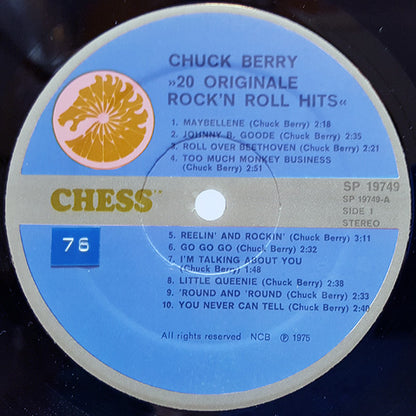 CHUCK BERRY
»20 ORIGINALE
ROCK'N ROLL HITS«
1. MAYBELLENE (Chuck Berry) 2:18
2. JOHNNY B. GOODE (Chuck Berry) 2:35
3. ROLL OVER BEETHOVEN (Chuck Berry) 2:21
4. TOO MUCH MONKEY BUSINESS
(Chuck Berry) 2:51
CHESS
SP 19749
SP 19749-A
SIDE 1
STEREO
76
5. REELIN' AND ROCKIN' (Chuck Berry) 3:11
6. GO GO GO (Chuck Berry) 2:32
7. I'M TALKING ABOUT YOU
(Chuck Berry) 1:48
8. LITTLE QUEENIE (Chuck Berry) 2:38
9. 'ROUND AND 'ROUND (Chuck Berry) 2:33
10. YOU NEVER CAN TELL (Chuck Berry) 2:40
All rights reserved NCB ℗ 1975